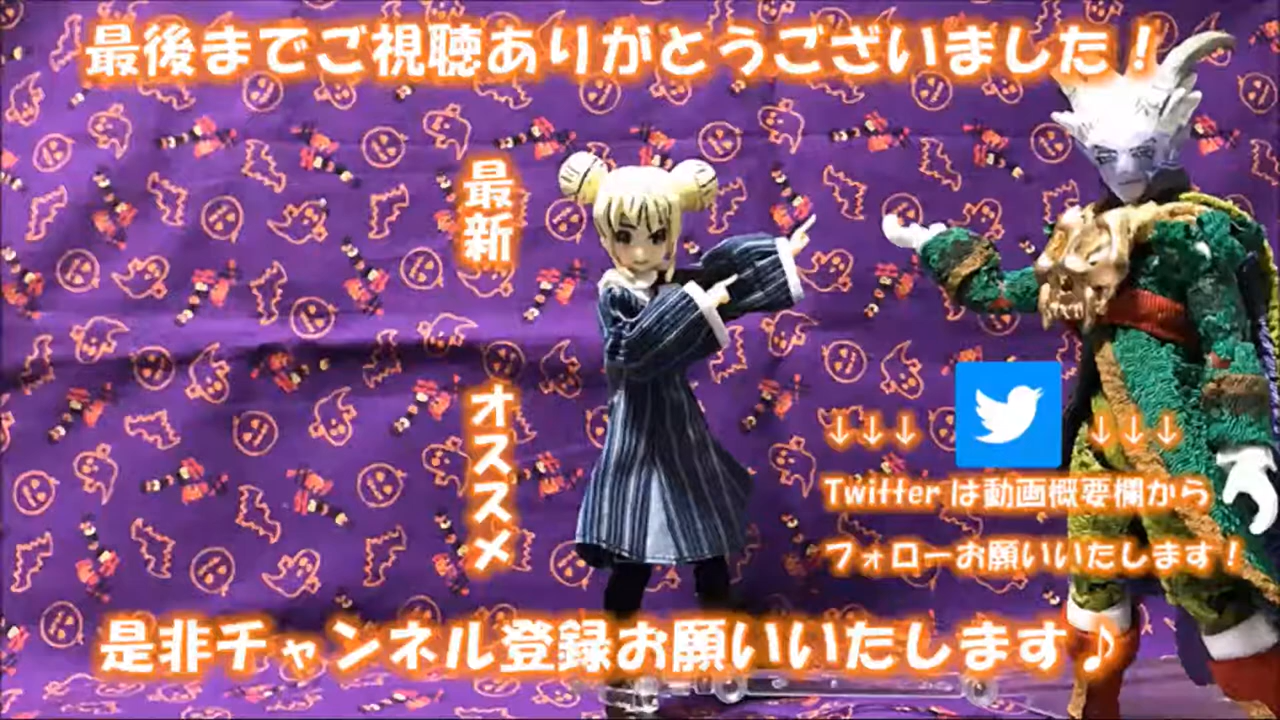 最後までご視聴ありがとうございました！
最新
オススメ
↓↓↓ ↓↓↓
Twitterは動画概要欄から
フォローお願いいたします！
是非チャンネル登録お願いいたします♪